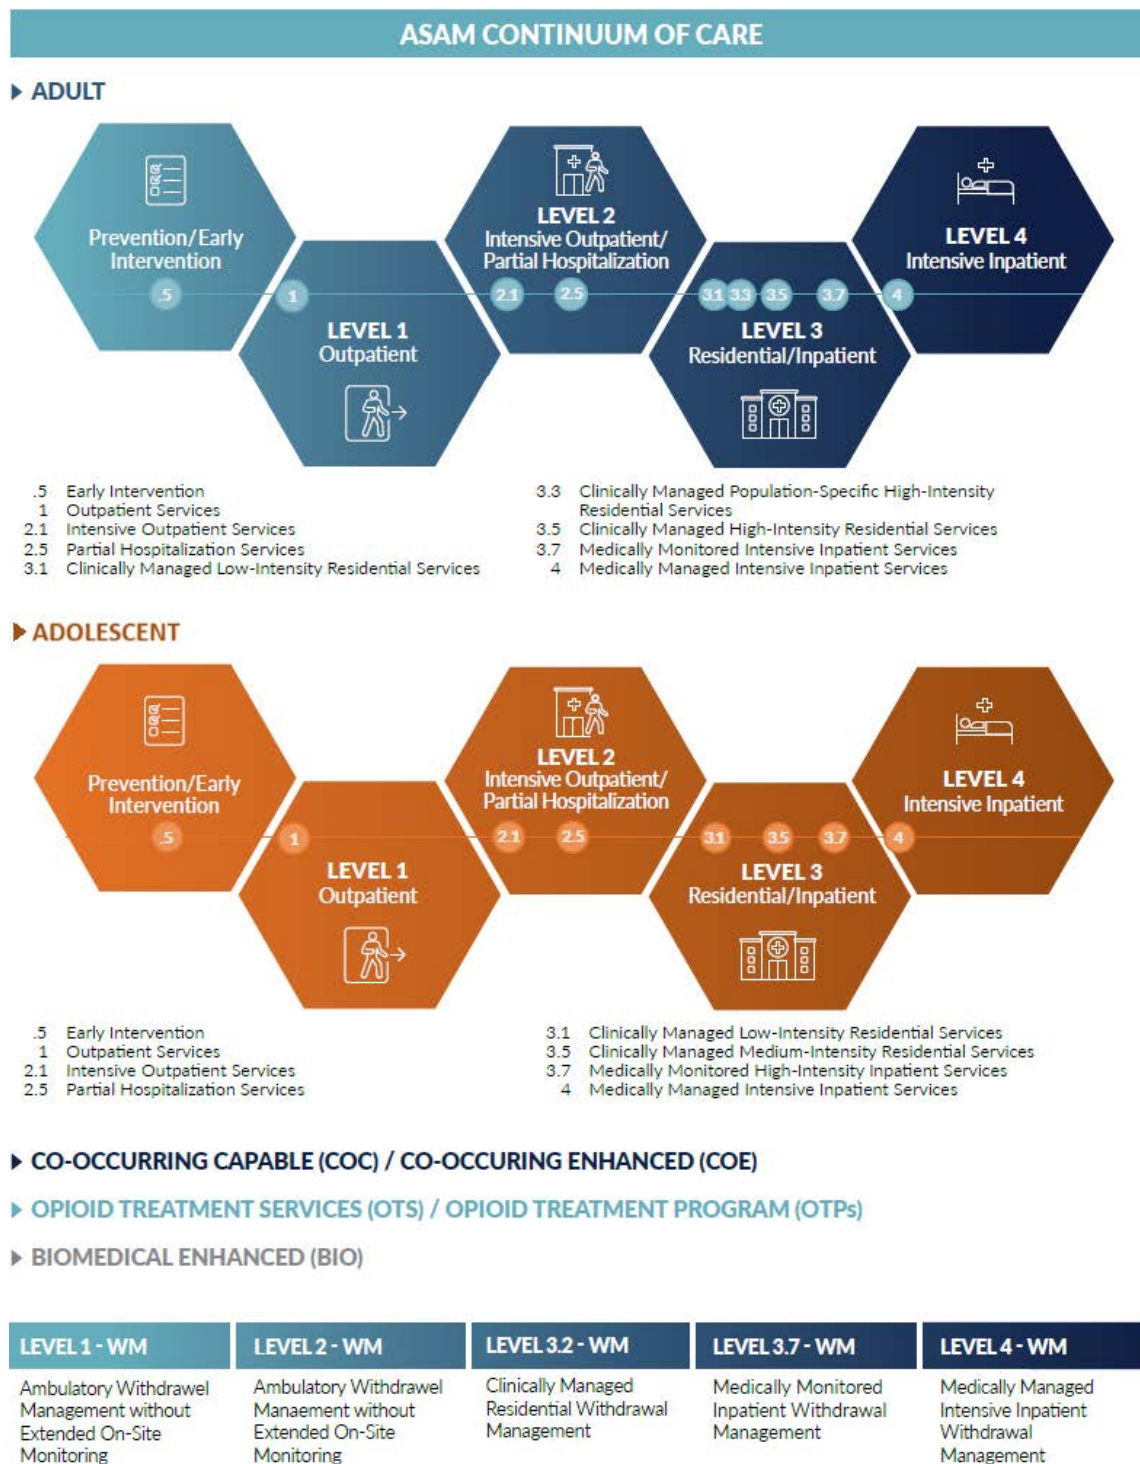 ASAM CONTINUUM OF CARE
ADULT
Prevention/Early
Intervention
.5
1
LEVEL 1
Outpatient
LEVEL 2
Intensive Outpatient/
Partial Hospitalization
2.1
2.5
3.1
3.3
3.5
3.7
LEVEL 3
Residential/Inpatient
LEVEL 4
Intensive Inpatient
4
.5 Early Intervention
1 Outpatient Services
2.1 Intensive Outpatient Services
2.5 Partial Hospitalization Services
3.1 Clinically Managed Low-Intensity Residential Services
3.3 Clinically Managed Population-Specific High-Intensity
Residential Services
3.5 Clinically Managed High-Intensity Residential Services
3.7 Medically Monitored Intensive Inpatient Services
4 Medically Managed Intensive Inpatient Services
ADOLESCENT
Prevention/Early
Intervention
.5
1
LEVEL 1
Outpatient
LEVEL 2
Intensive Outpatient/
Partial Hospitalization
2.1
2.5
3.1
3.5
3.7
LEVEL 3
Residential/Inpatient
LEVEL 4
Intensive Inpatient
4
.5 Early Intervention
1 Outpatient Services
2.1 Intensive Outpatient Services
2.5 Partial Hospitalization Services
3.1 Clinically Managed Low-Intensity Residential Services
3.5 Clinically Managed Medium-Intensity Residential Services
3.7 Medically Monitored High-Intensity Inpatient Services
4 Medically Managed Intensive Inpatient Services
CO-OCCURRING CAPABLE (COC) / CO-OCCURING ENHANCED (COE)
OPIOID TREATMENT SERVICES (OTS) / OPIOID TREATMENT PROGRAM (OTPs)
BIOMEDICAL ENHANCED (BIO)
LEVEL 1 - WM
Ambulatory Withdrawel
Management without
Extended On-Site
Monitoring
LEVEL 2 - WM
Ambulatory Withdrawel
Manaement without
Extended On-Site
Monitoring
LEVEL 3.2 - WM
Clinically Managed
Residential Withdrawal
Management
LEVEL 3.7 - WM
Medically Monitored
Inpatient Withdrawal
Management
LEVEL 4 - WM
Medically Managed
Intensive Inpatient
Withdrawal
Management